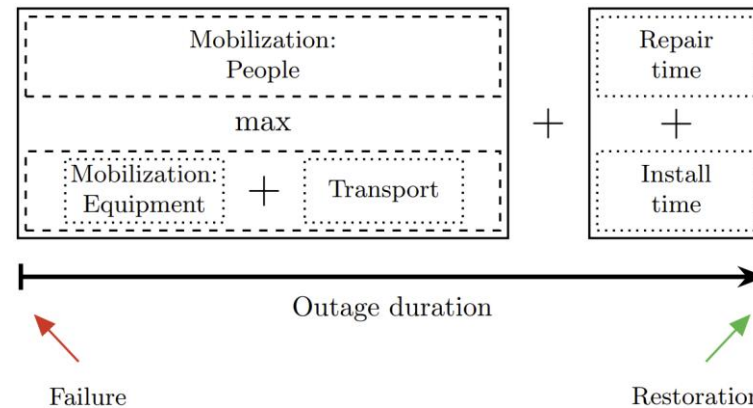 Mobilization:
People
max
Mobilization:
Equipment
+
Transport
+
Repair
time
+
Install
time
Outage duration
Failure
Restoration